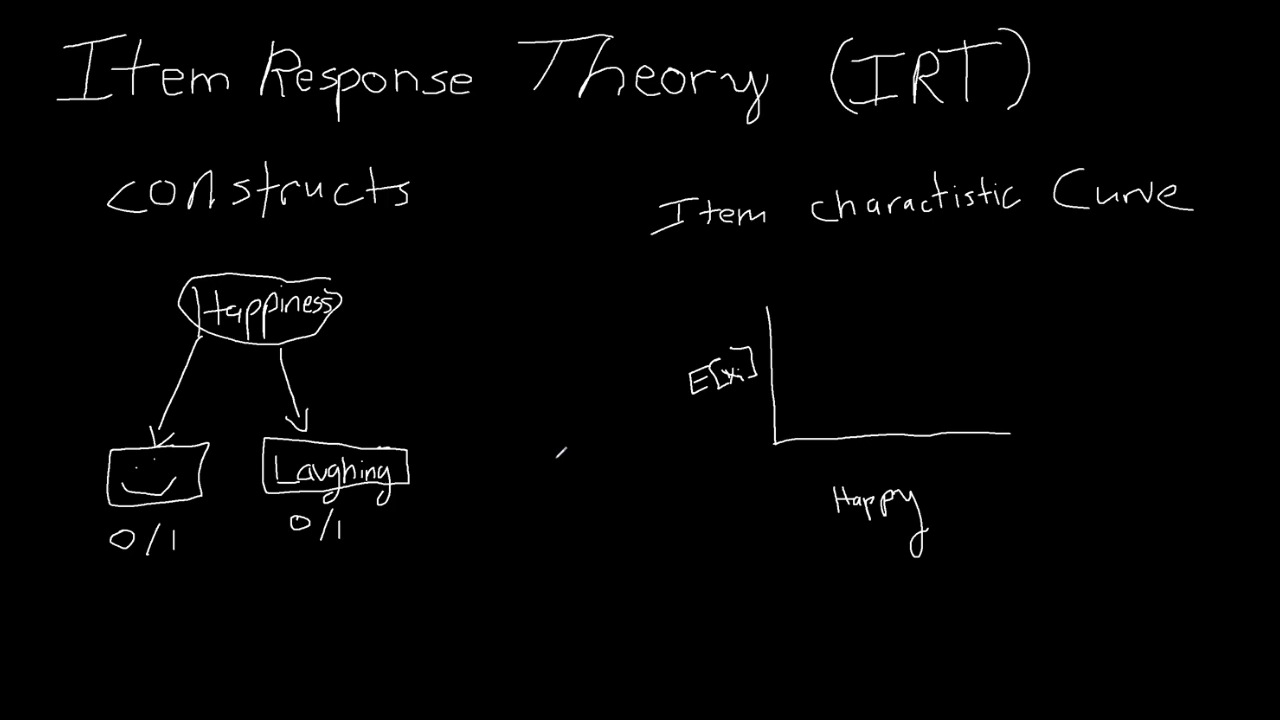 Item Response Theory (IRT)
constructs
Item charactistic Curve
Happiness
E[xi]
Laughing
0/1
0/1
Happy